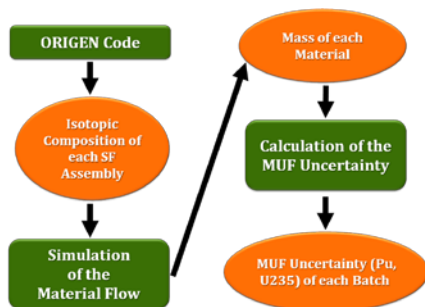 ORIGEN Code
Isotopic
Composition of
each SF
Assembly
Simulation
of the
Material Flow
Mass of each
Material
Calculation of the
MUF Uncertainty
MUF Uncertainty (Pu,
U235) of each Batch